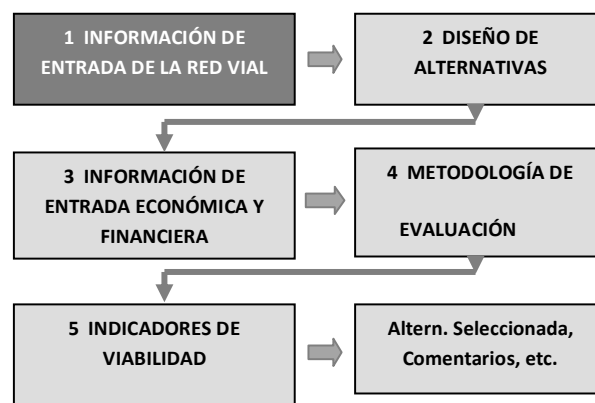 1 INFORMACIÓN DE
ENTRADA DE LA RED VIAL
2 DISEÑO DE
ALTERNATIVAS
3 INFORMACIÓN DE
ENTRADA ECONÓMICA Y
FINANCIERA
4 METODOLOGÍA DE
EVALUACIÓN
5 INDICADORES DE
VIABILIDAD
Altern. Seleccionada,
Comentarios, etc.